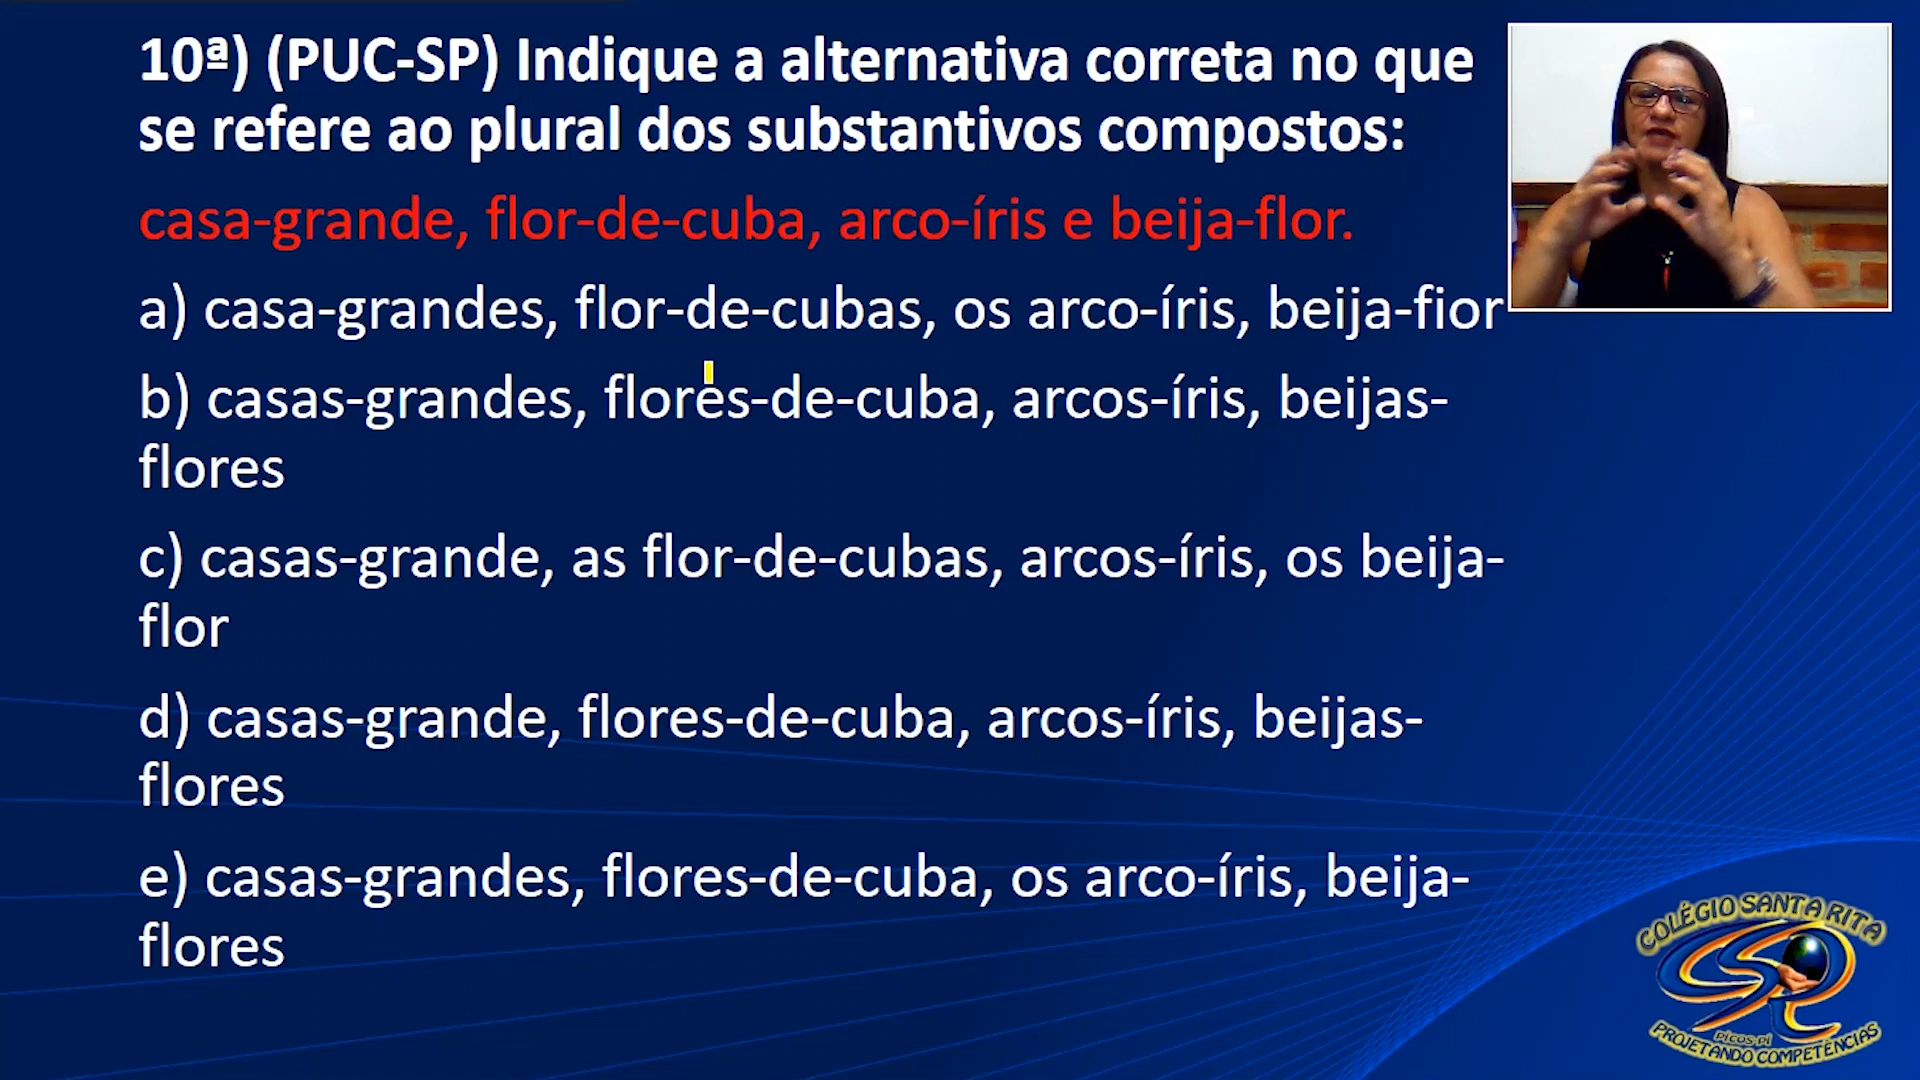 10ª) (PUC-SP) Indique a alternativa correta no que
se refere ao plural dos substantivos compostos:
casa-grande, flor-de-cuba, arco-íris e beija-flor.
a) casa-grandes, flor-de-cubas, os arco-íris, beija-fior
b) casas-grandes, flores-de-cuba, arcos-íris, beijas-
flores
c) casas-grande, as flor-de-cubas, arcos-íris, os beija-
flor
d) casas-grande, flores-de-cuba, arcos-íris, beijas-
flores
e) casas-grandes, flores-de-cuba, os arco-íris, beija-
flores
COLÉGIO SANTA RITA
PICOS-PI
PROJETANDO COMPETÊNCIAS